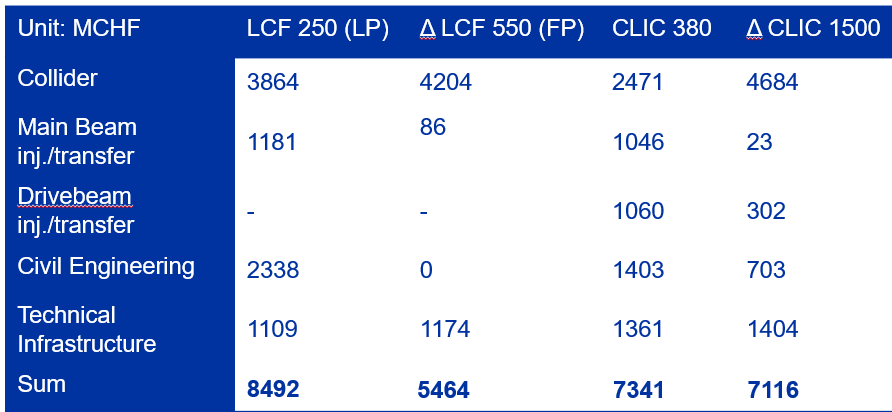 Unit: MCHF LCF 250 (LP) Δ LCF 550 (FP) CLIC 380 Δ CLIC 1500
Collider 3864 4204 2471 4684
Main Beam
inj./transfer 1181 86 1046 23
Drivebeam
inj./transfer - - 1060 302
Civil Engineering 2338 0 1403 703
Technical
Infrastructure 1109 1174 1361 1404
Sum 8492 5464 7341 7116